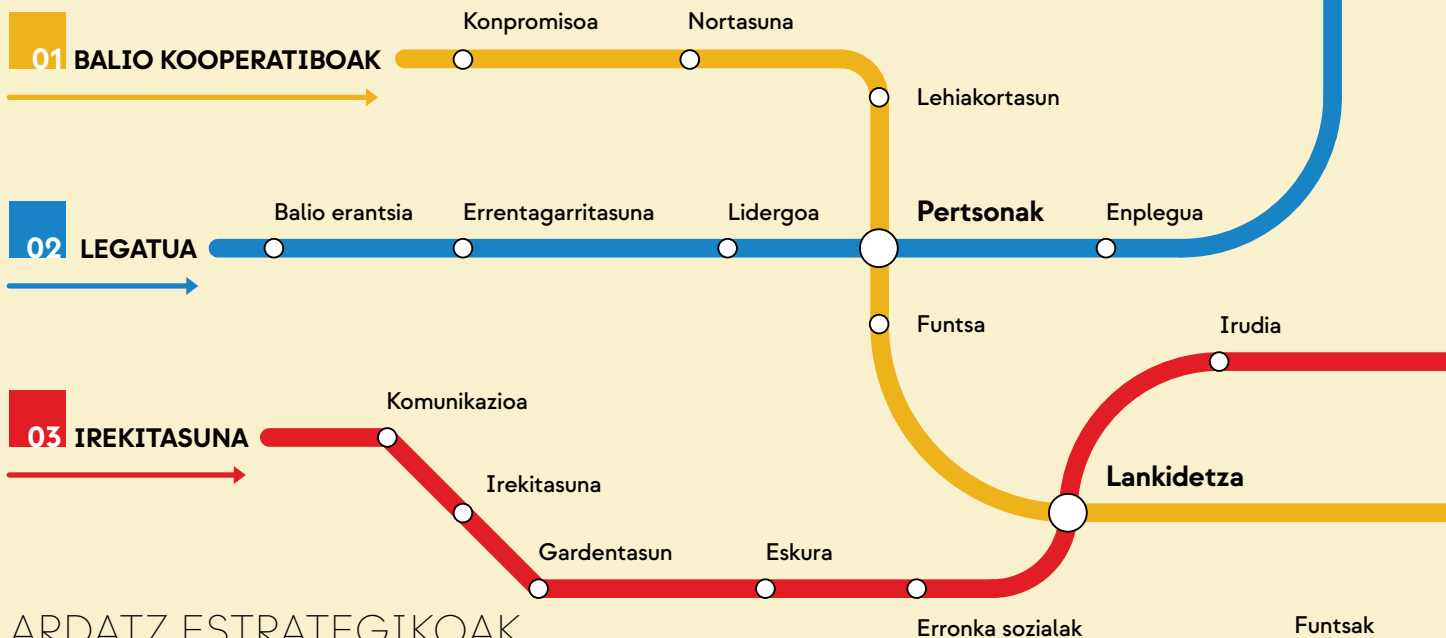 Konpromisoa
Nortasuna
01 BALIO KOOPERATIBOAK
Lehiakortasun
Balio erantsia
Errentagarritasuna
Lidergoa
Pertsonak
Enplegua
02 LEGATUA
Funtsa
Irudia
Komunikazioa
03 IREKITASUNA
Lankidetza
Irekitasuna
Gardentasun
Eskura
ARDATZ ESTRATEGIKOAK
Erronka sozialak
Funtsak